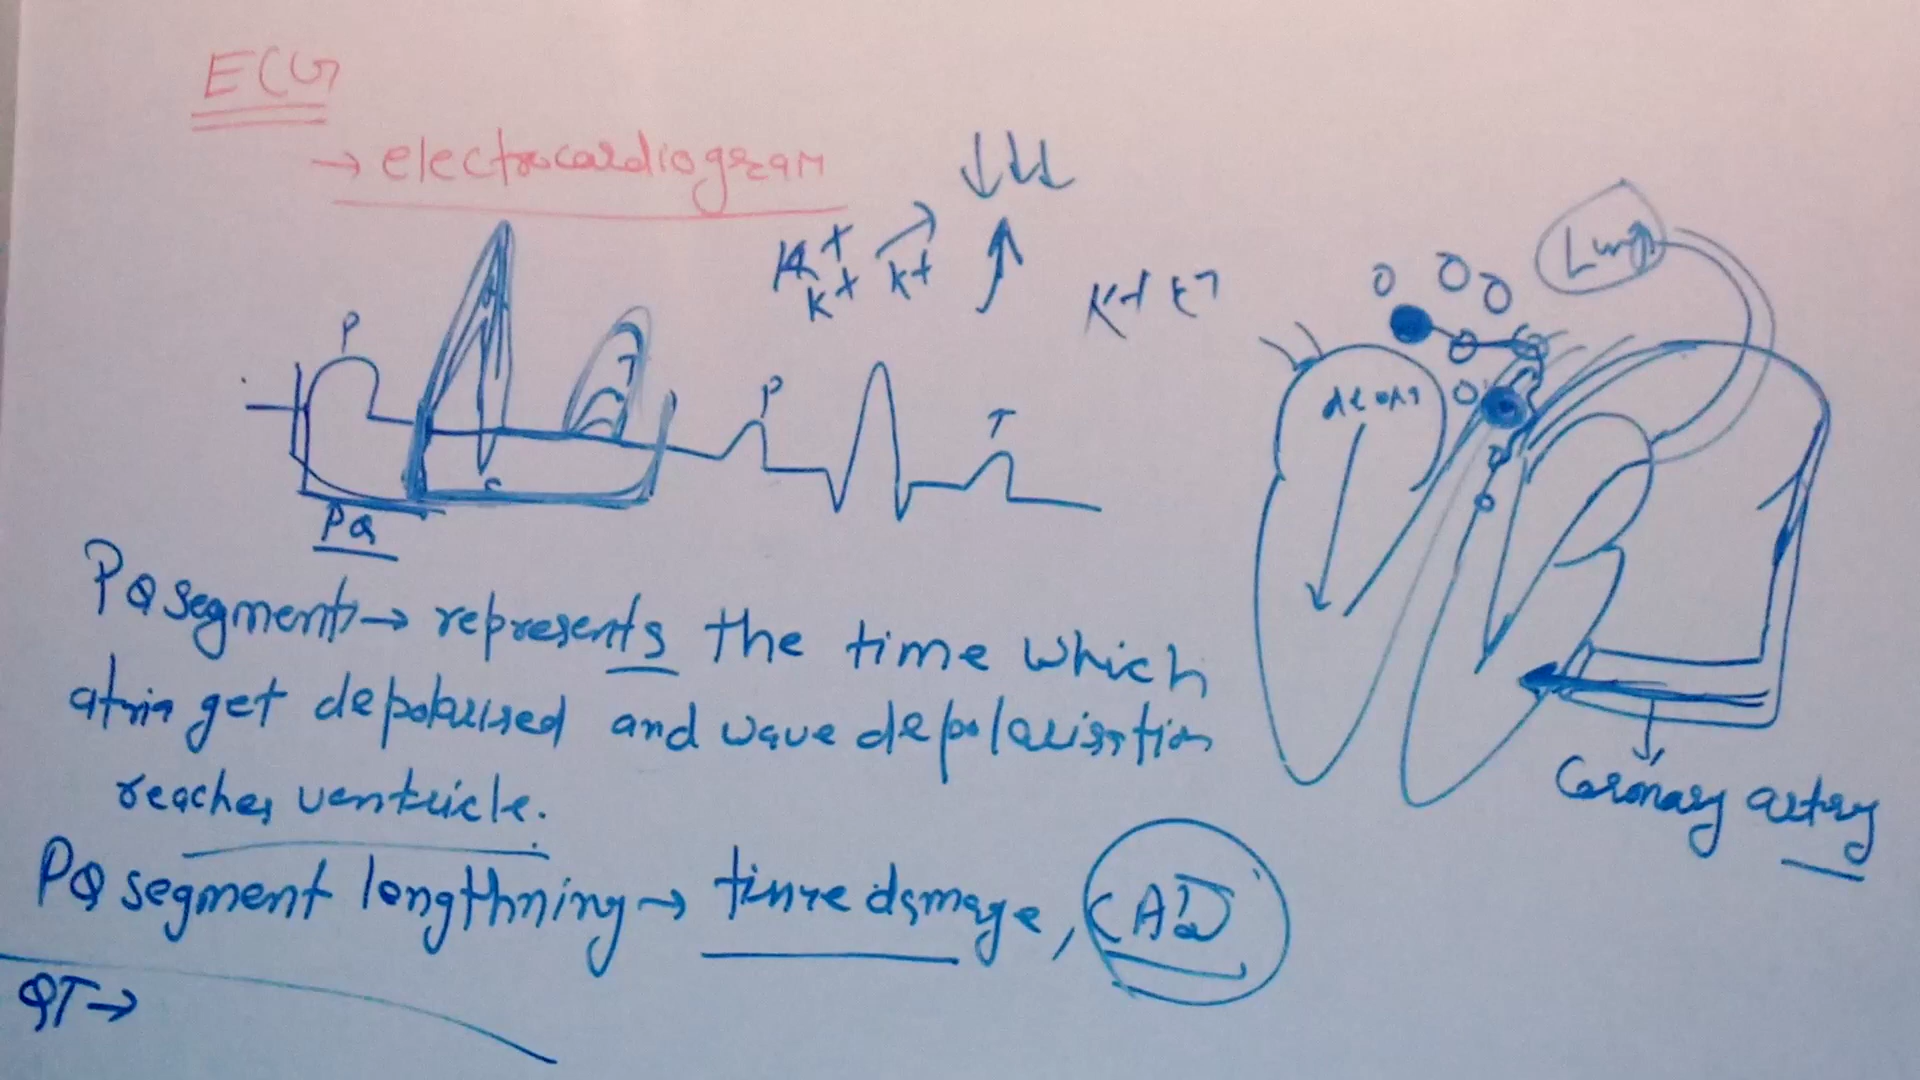 ECG
→ electrocardiogram
K+ K+ K+
K+
P
T
P
T
Lung
PQ
PQ segment → represents the time which
atria get depolarised and wave depolarisation
reaches ventricle.
Coronary artery
PQ segment longthning → tissue damage, CAD
QT →